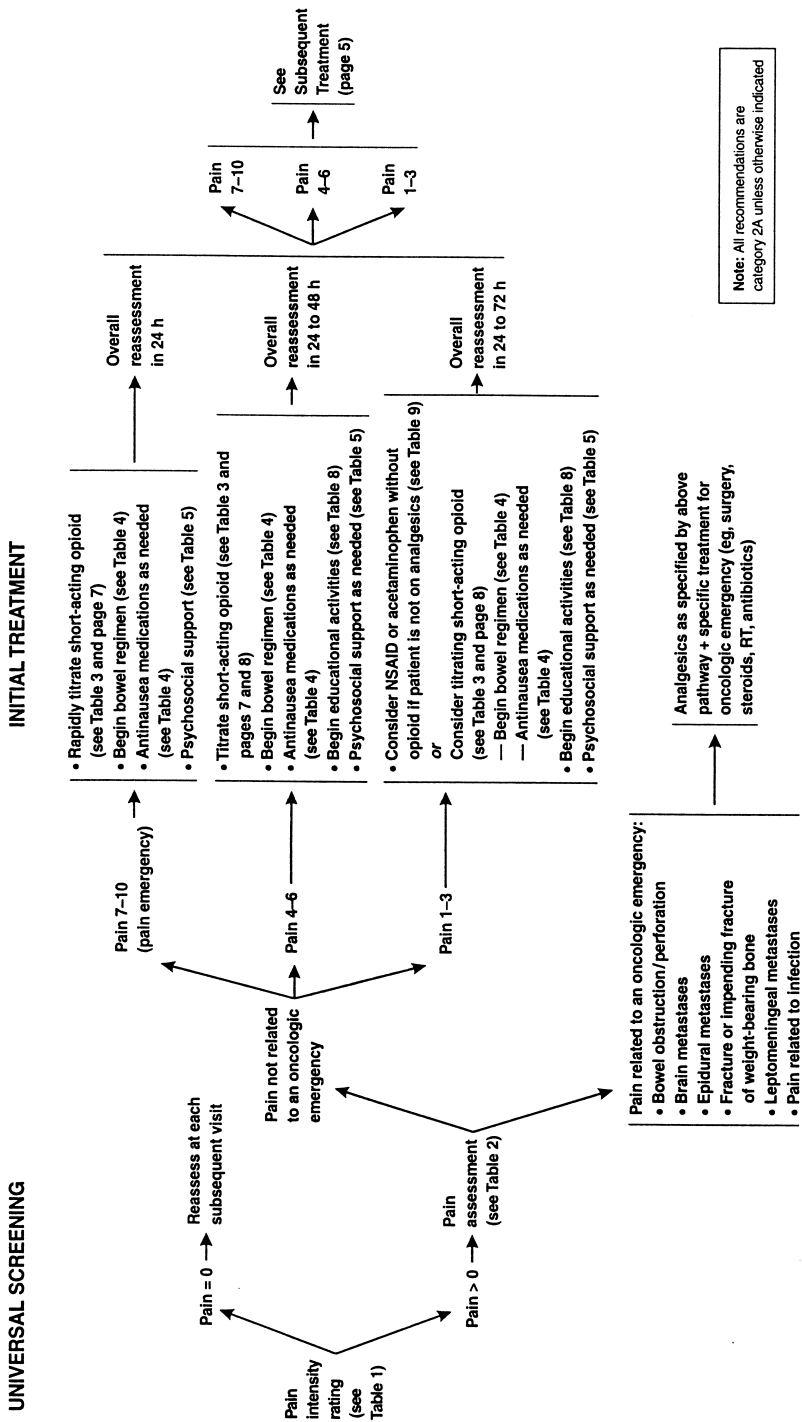 UNIVERSAL SCREENING
INITIAL TREATMENT
Pain
intensity
rating
(see
Table 1)
Pain = 0
Reassess at each
subsequent visit
Pain > 0
Pain
assessment
(see Table 2)
Pain not related
to an oncologic
emergency
Pain 7–10
(pain emergency)
• Rapidly titrate short-acting opioid
(see Table 3 and page 7)
• Begin bowel regimen (see Table 4)
• Antinausea medications as needed
(see Table 4)
• Psychosocial support (see Table 5)
Overall
reassessment
in 24 h
Pain 4–6
• Titrate short-acting opioid (see Table 3 and
pages 7 and 8)
• Begin bowel regimen (see Table 4)
• Antinausea medications as needed
(see Table 4)
• Begin educational activities (see Table 8)
• Psychosocial support as needed (see Table 5)
Overall
reassessment
in 24 to 48 h
Pain 1–3
• Consider NSAID or acetaminophen without
opioid if patient is not on analgesics (see Table 9)
or
Consider titrating short-acting opioid
(see Table 3 and page 8)
— Begin bowel regimen (see Table 4)
— Antinausea medications as needed
(see Table 4)
• Begin educational activities (see Table 8)
• Psychosocial support as needed (see Table 5)
Overall
reassessment
in 24 to 72 h
Pain
7–10
Pain
4–6
Pain
1–3
See
Subsequent
Treatment
(page 5)
Pain related to an oncologic emergency:
• Bowel obstruction/perforation
• Brain metastases
• Epidural metastases
• Fracture or impending fracture
of weight-bearing bone
• Leptomeningeal metastases
• Pain related to infection
Analgesics as specified by above
pathway + specific treatment for
oncologic emergency (eg, surgery,
steroids, RT, antibiotics)
Note: All recommendations are
category 2A unless otherwise indicated